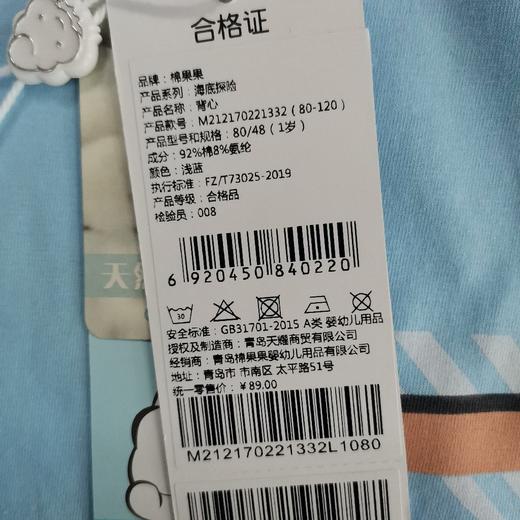 合格证
品牌：棉果果
产品系列：海底探险
产品名称：背心
产品款号：M212170221332（80-120）
产品型号和规格：80/48（1岁）
成分：92%棉8%氨纶
颜色：浅蓝
执行标准：FZ/T73025-2019
产品等级：合格品
检验员：008
6 920450 840220
30
安全标准：GB31701-2015 A类 婴幼儿用品
授权及制造商：青岛天耀商贸有限公司
经销商：青岛棉果果婴幼儿用品有限公司
地址：青岛市 市南区 太平路51号
统一零售价：￥89.00
M212170221332L1080
天